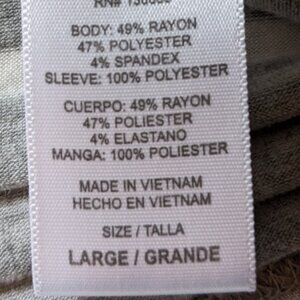 RN#
BODY: 49% RAYON
47% POLYESTER
4% SPANDEX
SLEEVE: 100% POLYESTER
CUERPO: 49% RAYON
47% POLIESTER
4% ELASTANO
MANGA: 100% POLIESTER
MADE IN VIETNAM
HECHO EN VIETNAM
SIZE / TALLA
LARGE / GRANDE